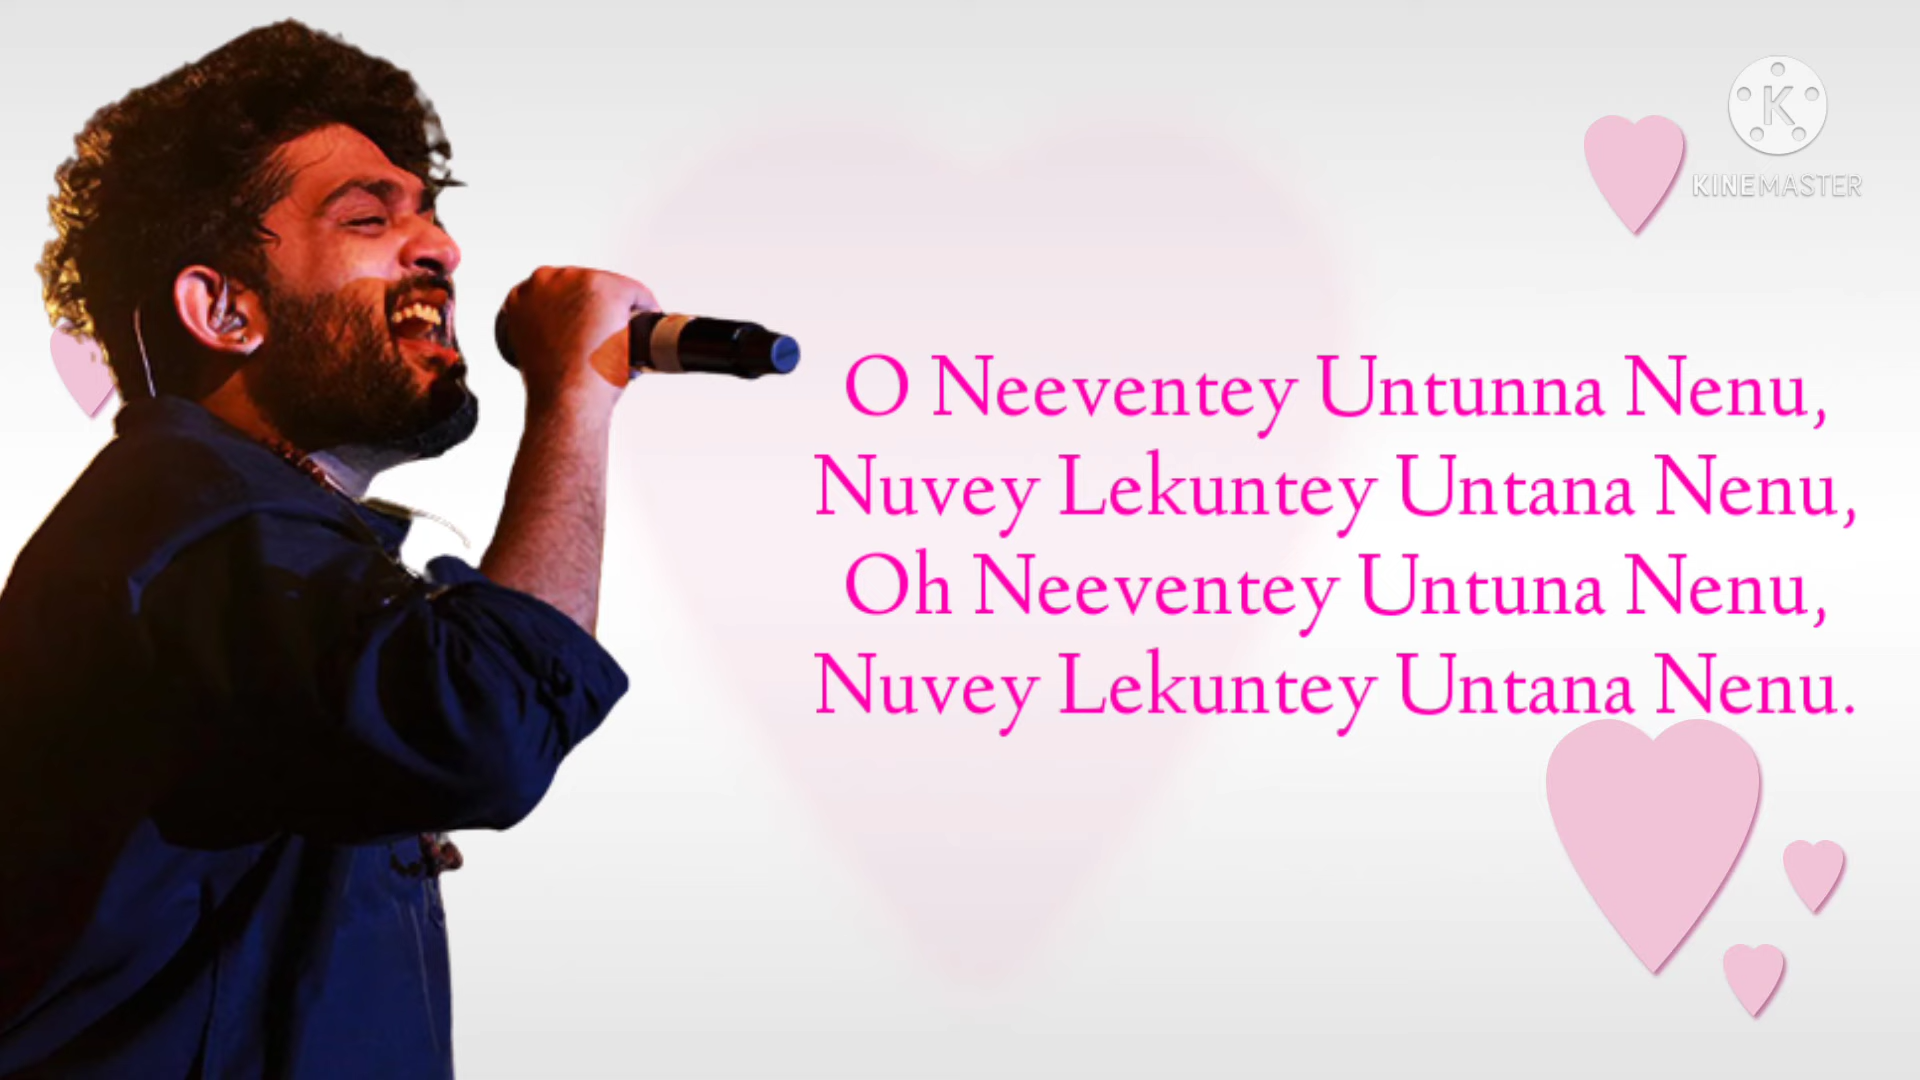 K
KINEMASTER
O Neeventey Untunna Nenu,
Nuvey Lekuntey Untana Nenu,
Oh Neeventey Untuna Nenu,
Nuvey Lekuntey Untana Nenu.